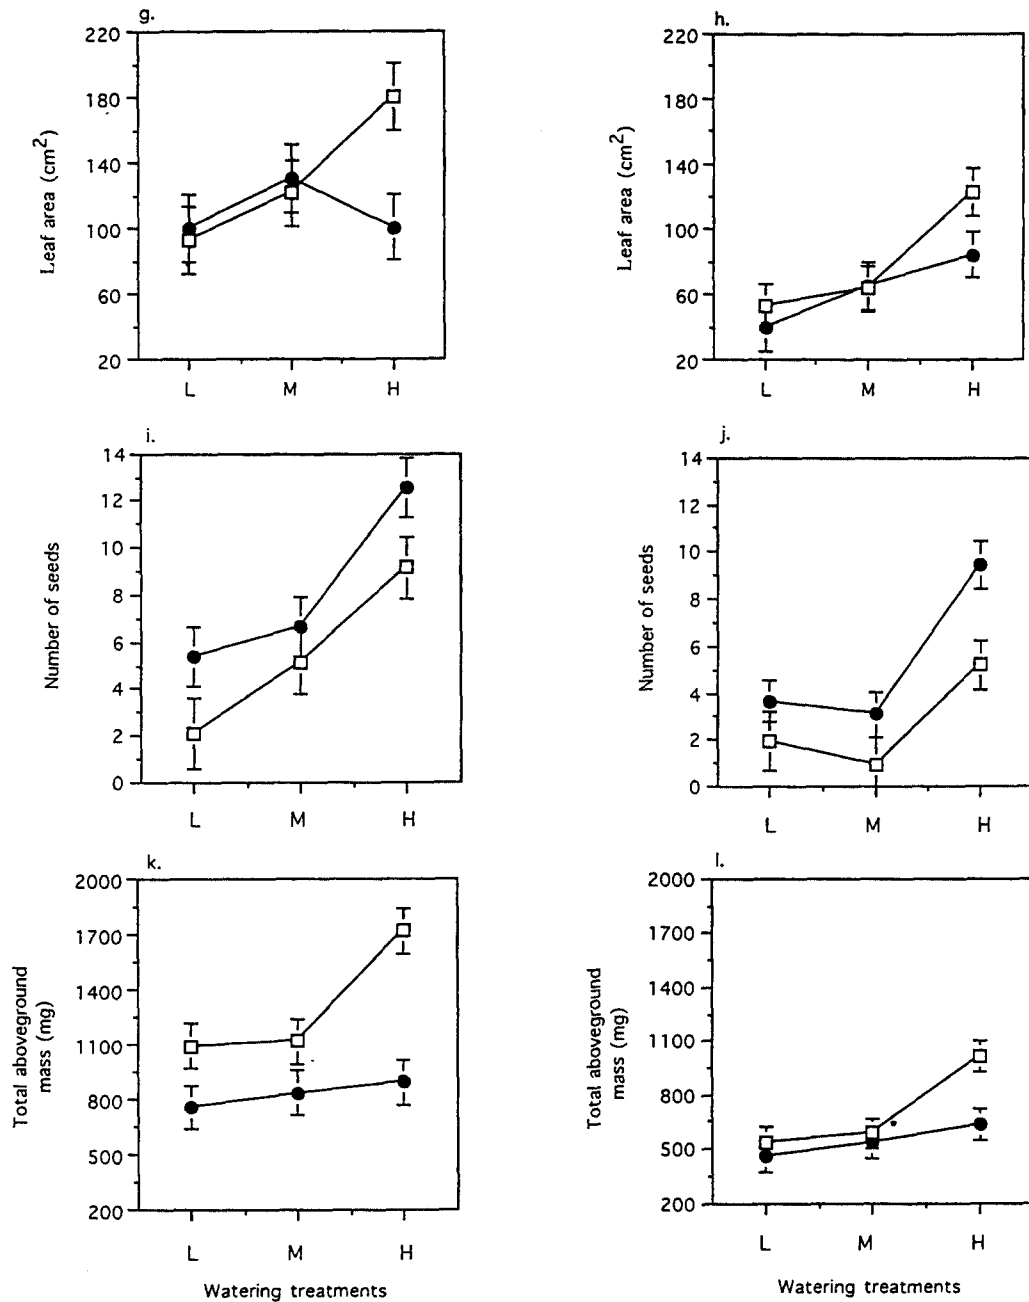 g.
220
180
140
100
60
20
Leaf area (cm²)
L M H
h.
220
180
140
100
60
20
Leaf area (cm²)
L M H
i.
14
12
10
8
6
4
2
0
Number of seeds
L M H
j.
14
12
10
8
6
4
2
0
Number of seeds
L M H
k.
2000
1700
1400
1100
800
500
200
Total aboveground
mass (mg)
L M H
Watering treatments
l.
2000
1700
1400
1100
800
500
200
Total aboveground
mass (mg)
L M H
Watering treatments